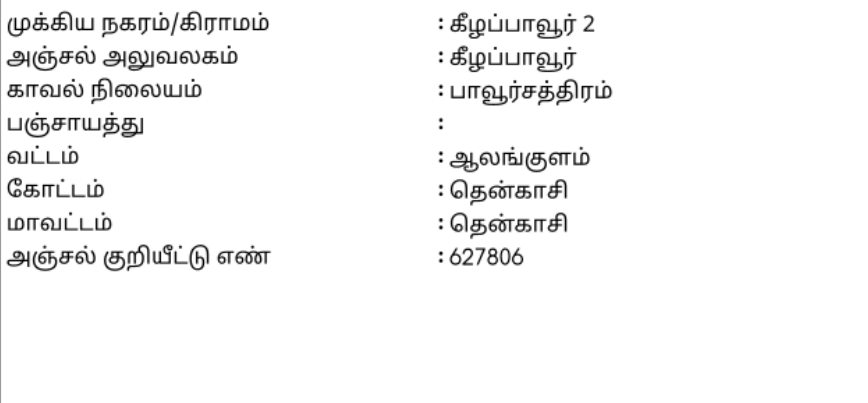 முக்கிய நகரம்/கிராமம் : கீழப்பாவூர் 2
அஞ்சல் அலுவலகம் : கீழப்பாவூர்
காவல் நிலையம் : பாவூர்சத்திரம்
பஞ்சாயத்து :
வட்டம் : ஆலங்குளம்
கோட்டம் : தென்காசி
மாவட்டம் : தென்காசி
அஞ்சல் குறியீட்டு எண் : 627806